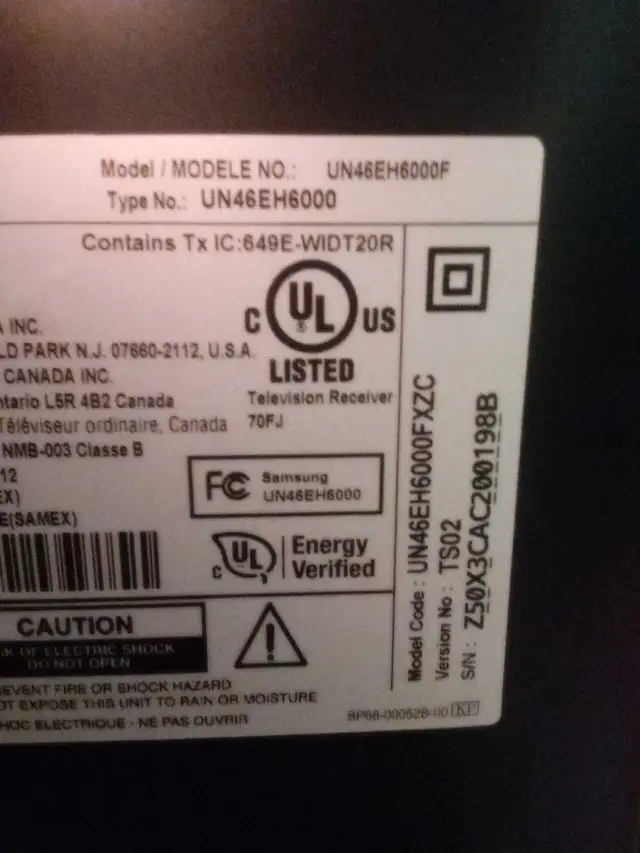 Model / MODELE NO.: UN46EH6000F
Type No.: UN46EH6000
Contains Tx IC:649E-WIDT20R
C UL US
®
LISTED
Television Receiver
70FJ
A INC.
LD PARK N.J. 07660-2112, U.S.A.
CANADA INC.
ntario L5R 4B2 Canada
Téléviseur ordinaire, Canada
NMB-003 Classe B
12
EX)
E(SAMEX)
FC Samsung
UN46EH6000
C UL Energy
Verified
CAUTION
K OF ELECTRIC SHOCK
DO NOT OPEN
EVENT FIRE OR SHOCK HAZARD
OT EXPOSE THIS UNIT TO RAIN OR MOISTURE
HOC ELECTRIQUE - NE PAS OUVRIR
Model Code : UN46EH6000FXZC
Version No : TS02
S/N : Z50X3CAC200198B
BP68-00052B-00 KP